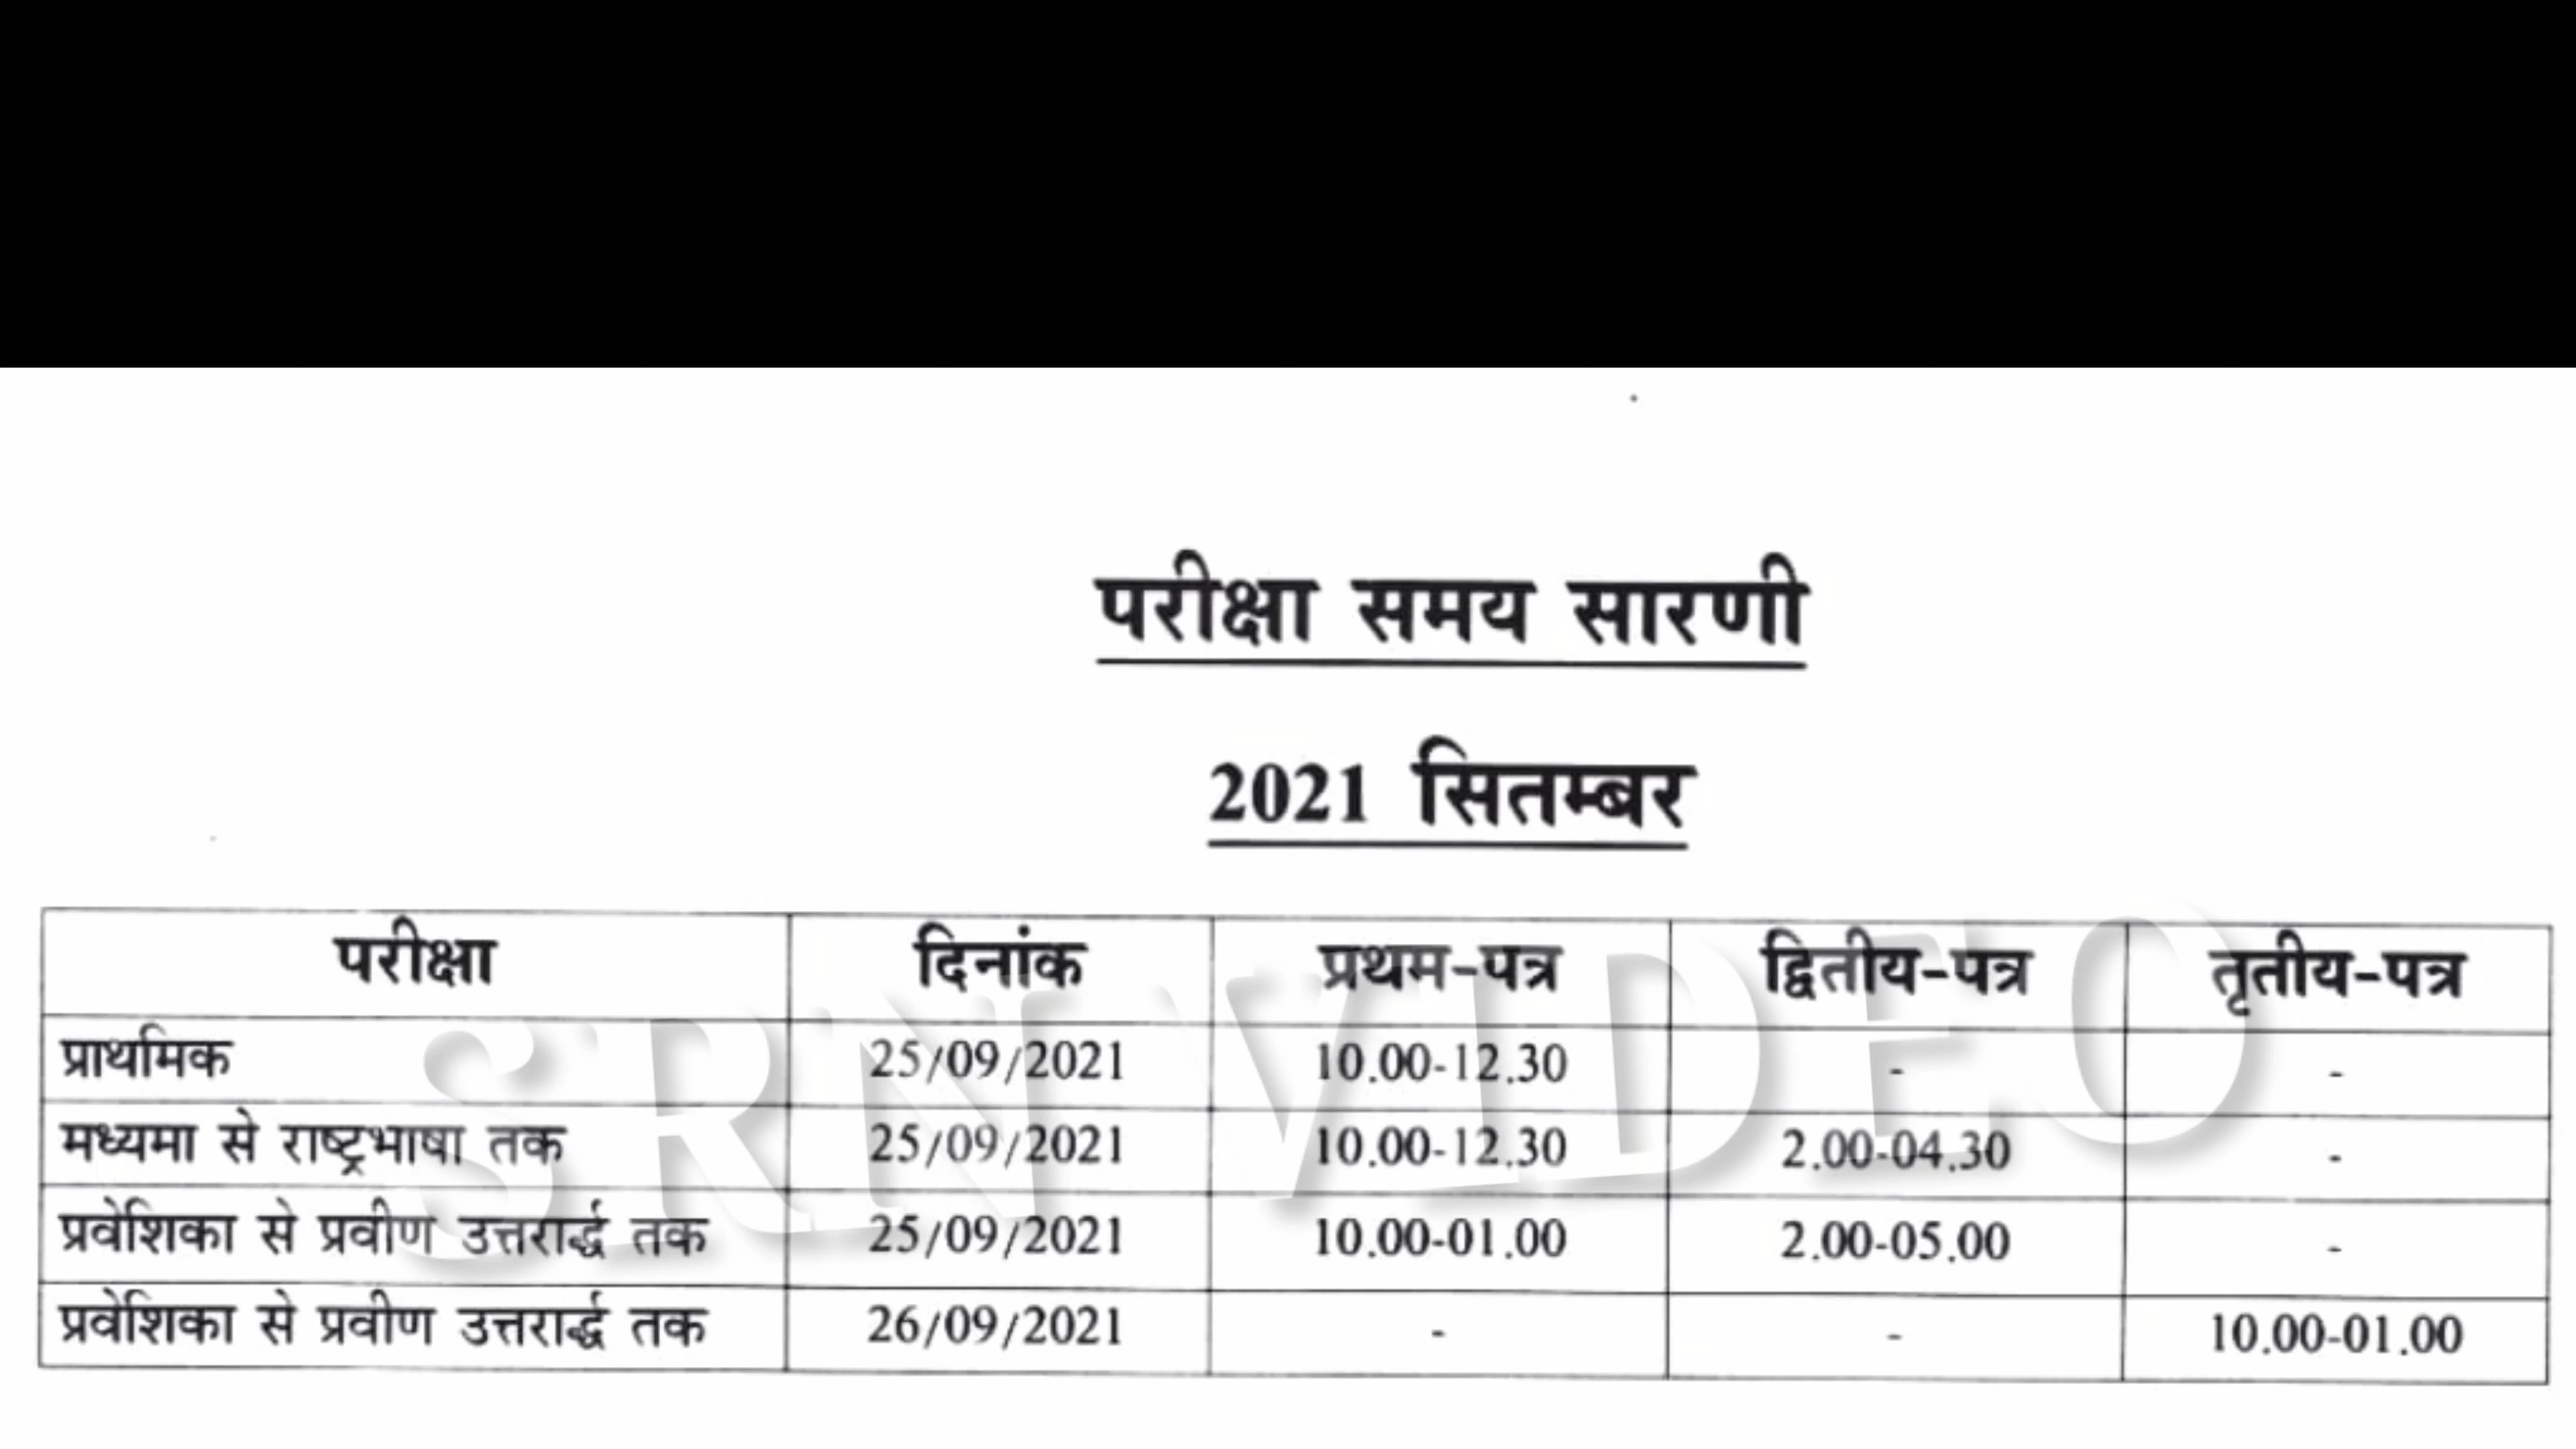 परीक्षा समय सारणी
2021 सितम्बर
परीक्षा दिनांक प्रथम-पत्र द्वितीय-पत्र तृतीय-पत्र
प्राथमिक 25/09/2021 10.00-12.30 - -
मध्यमा से राष्ट्रभाषा तक 25/09/2021 10.00-12.30 2.00-04.30 -
प्रवेशिका से प्रवीण उत्तरार्द्ध तक 25/09/2021 10.00-01.00 2.00-05.00 -
प्रवेशिका से प्रवीण उत्तरार्द्ध तक 26/09/2021 - - 10.00-01.00
SRN VIDEO